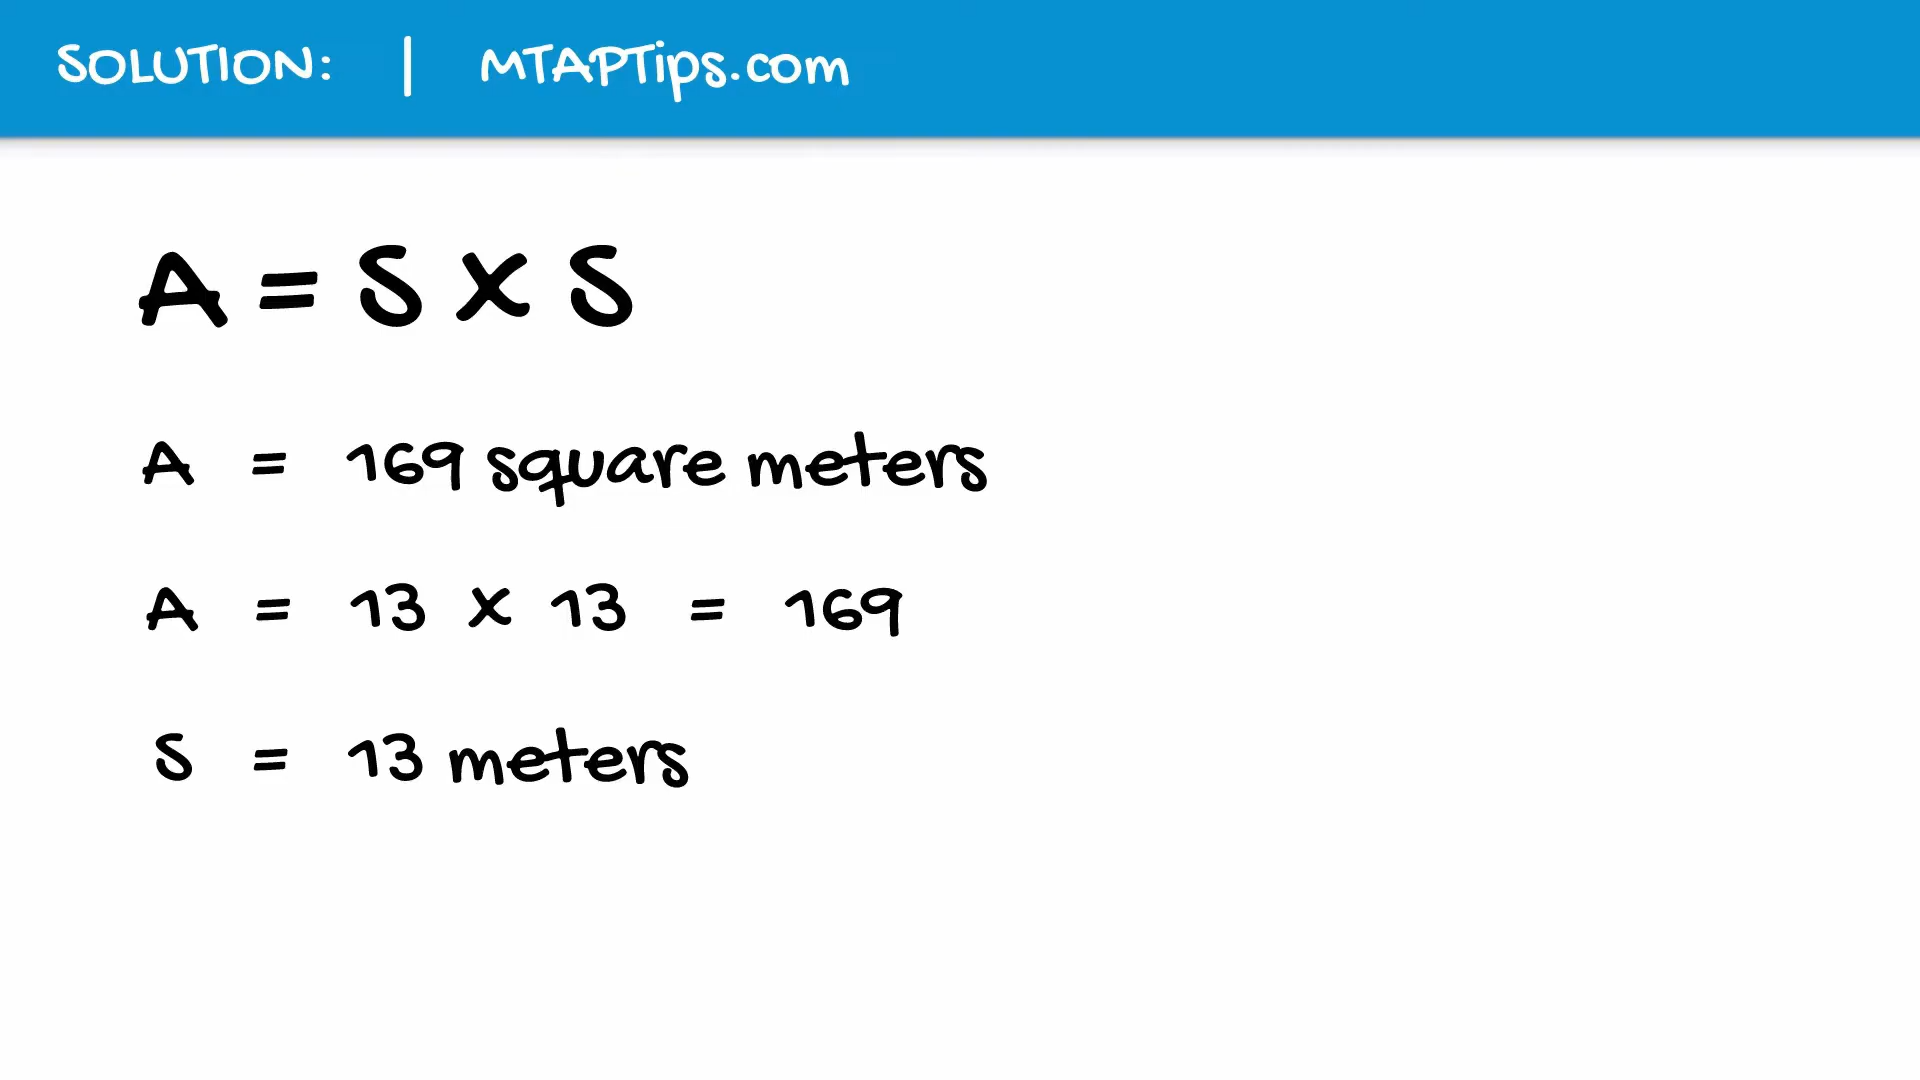 SOLUTION: | MTAPTips.com
A = S x S
A = 169 square meters
A = 13 x 13 = 169
S = 13 meters